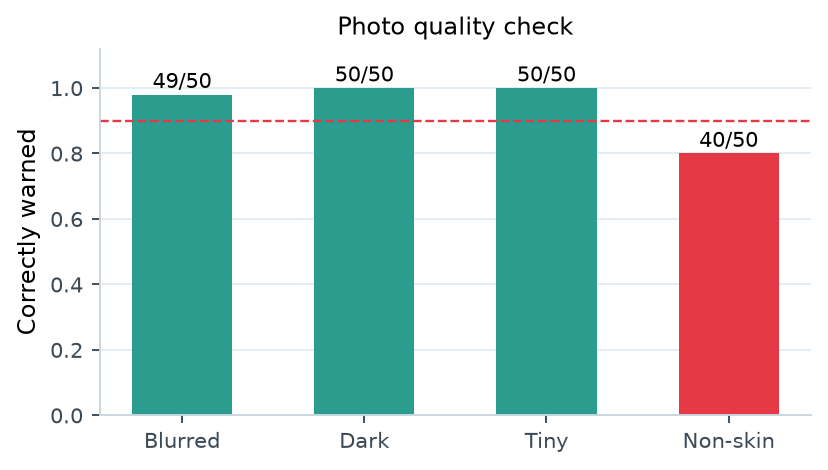 Photo quality check
49/50
50/50
50/50
40/50
Correctly warned
1.0
0.8
0.6
0.4
0.2
0.0
Blurred
Dark
Tiny
Non-skin